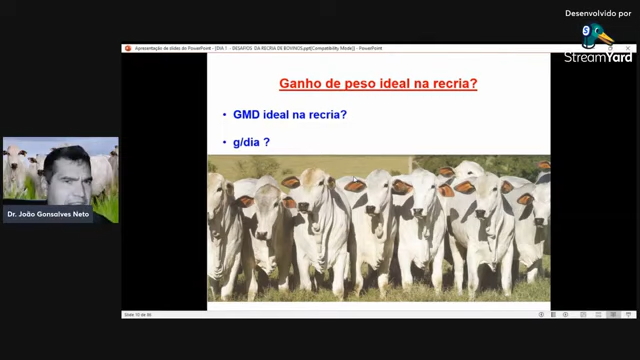 Desenvolvido por
StreamYard
Apresentação de slides do PowerPoint - [DIA 1 - DESAFIOS DA RECRIA DE BOVINOS.ppt[Compatibility Mode]] - PowerPoint
Ganho de peso ideal na recria?
• GMD ideal na recria?
• g/dia ?
Dr. João Gonsalves Neto